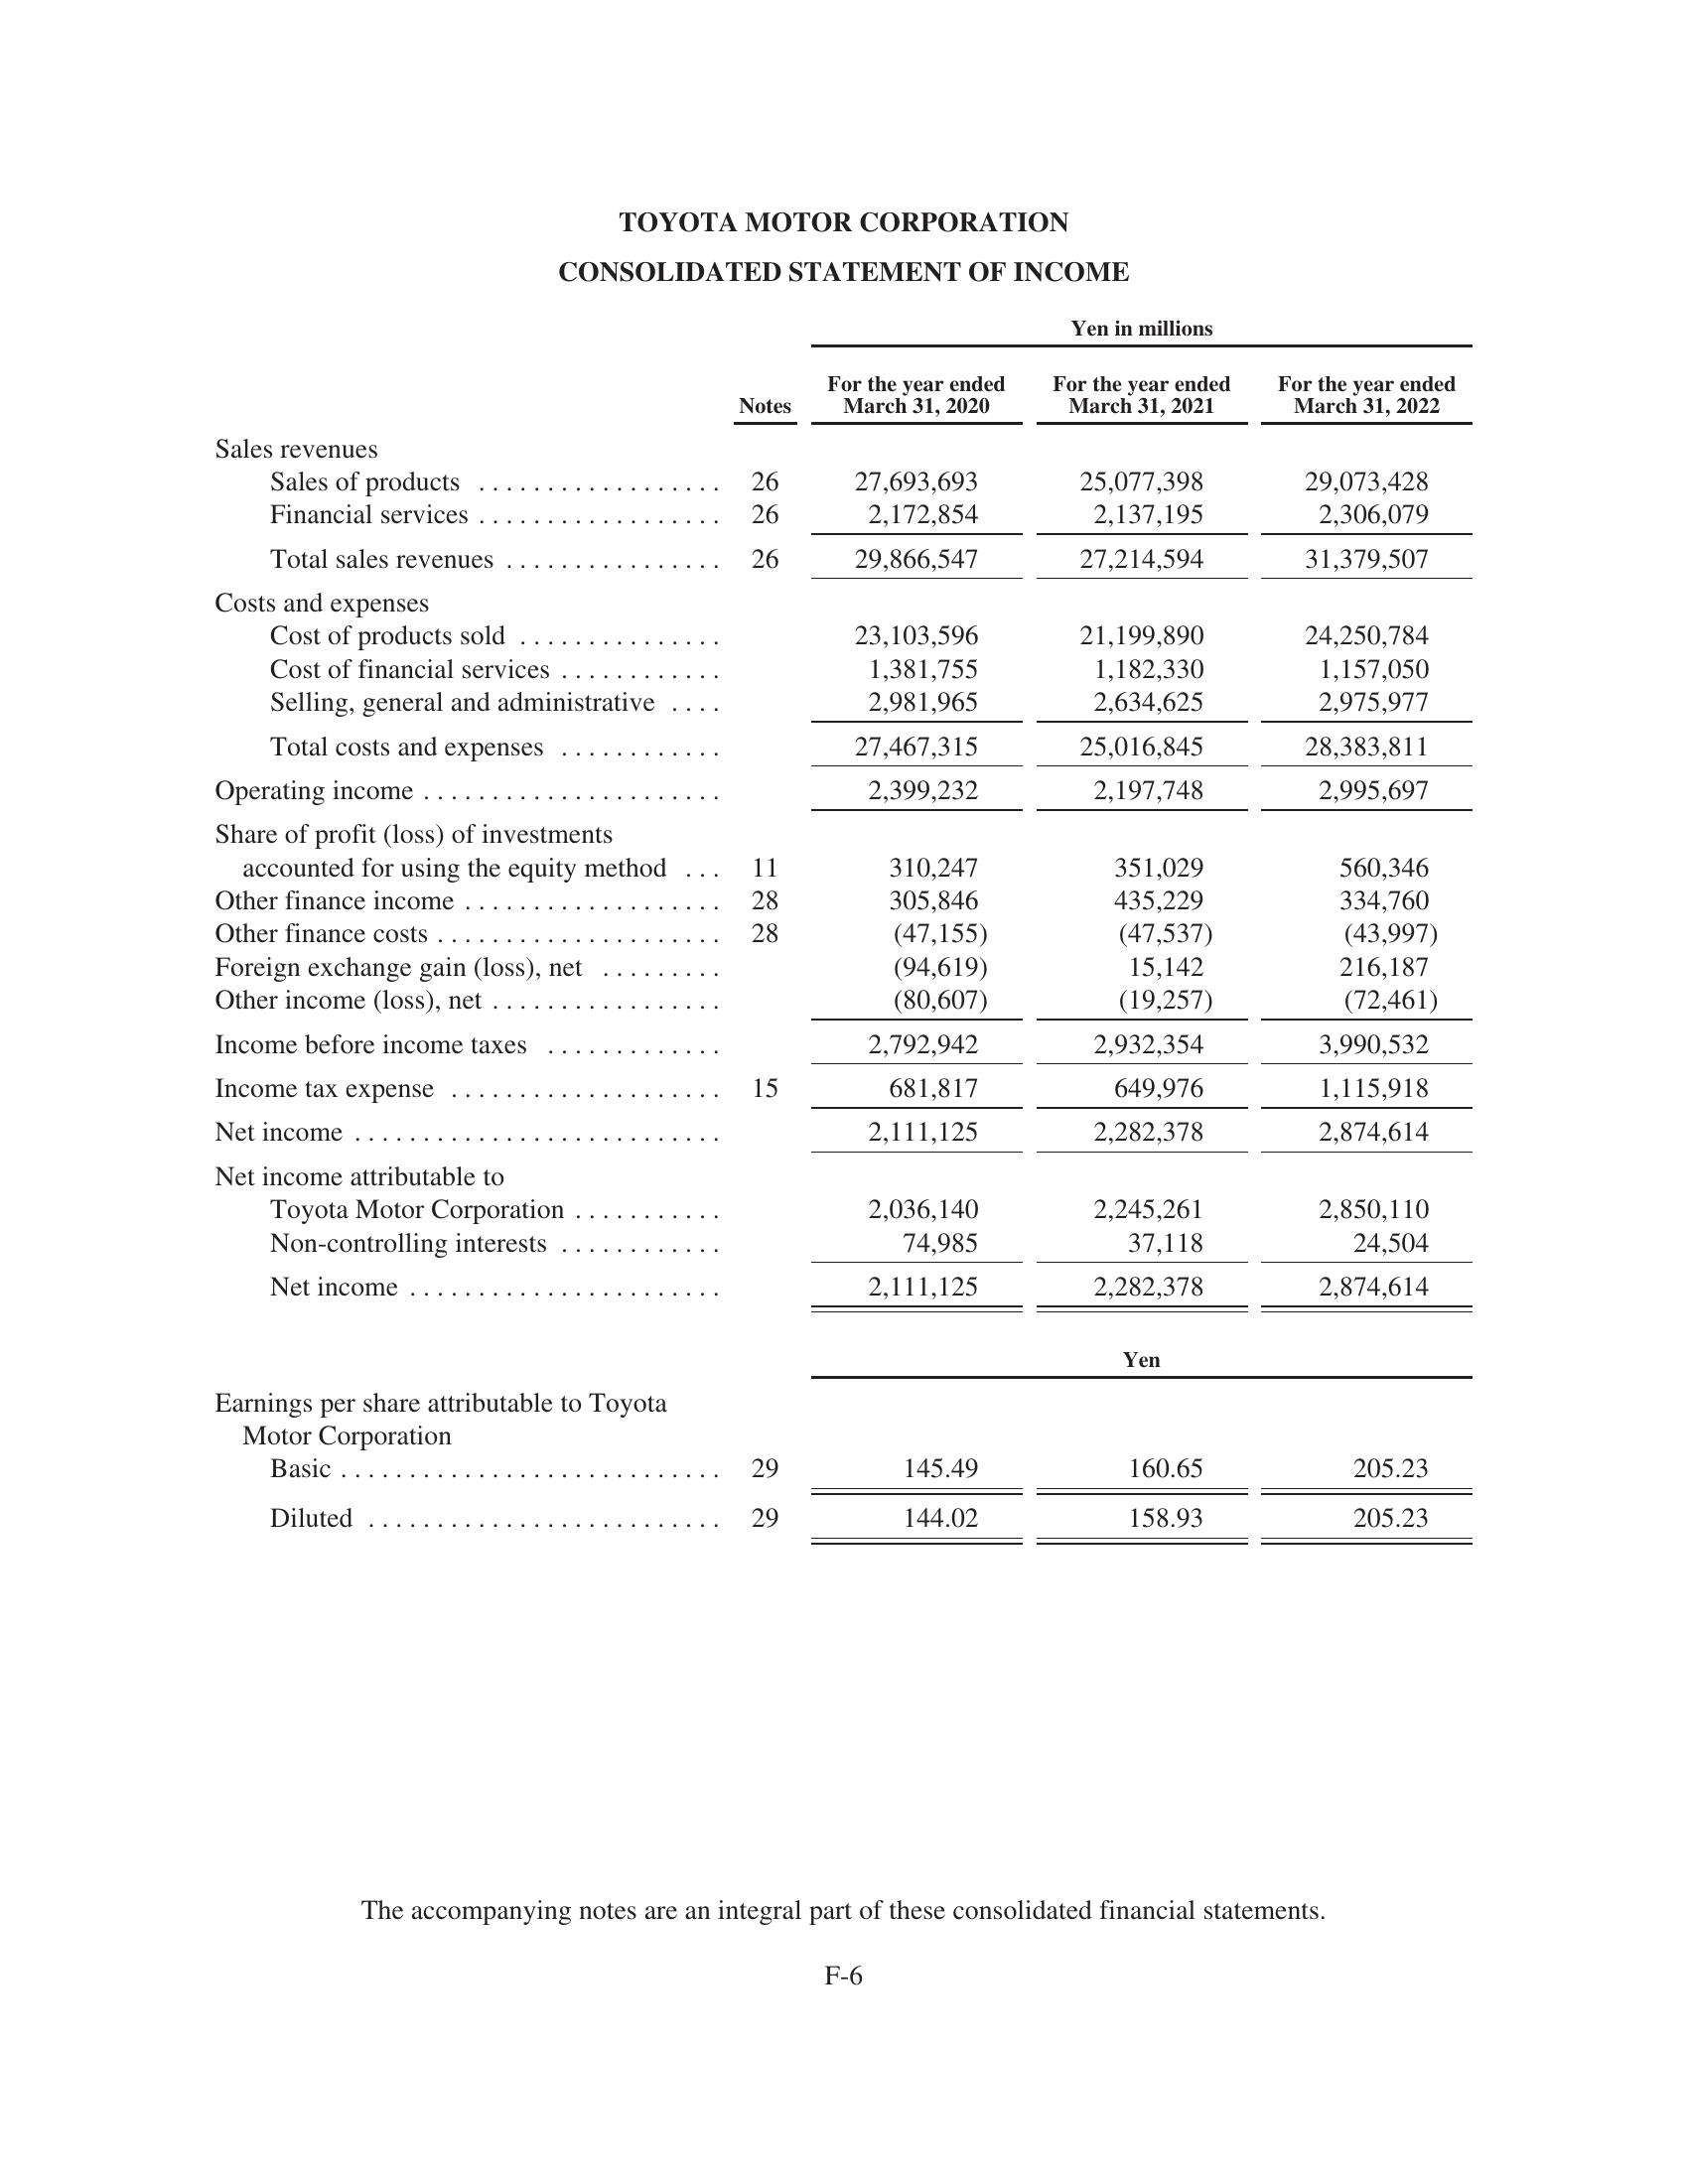 TOYOTA MOTOR CORPORATION
CONSOLIDATED STATEMENT OF INCOME
Yen in millions
Notes For the year ended March 31, 2020 For the year ended March 31, 2021 For the year ended March 31, 2022
Sales revenues
Sales of products .................. 26 27,693,693 25,077,398 29,073,428
Financial services .................. 26 2,172,854 2,137,195 2,306,079
Total sales revenues ................ 26 29,866,547 27,214,594 31,379,507
Costs and expenses
Cost of products sold ............... 23,103,596 21,199,890 24,250,784
Cost of financial services ............ 1,381,755 1,182,330 1,157,050
Selling, general and administrative .... 2,981,965 2,634,625 2,975,977
Total costs and expenses ............ 27,467,315 25,016,845 28,383,811
Operating income ...................... 2,399,232 2,197,748 2,995,697
Share of profit (loss) of investments
accounted for using the equity method ... 11 310,247 351,029 560,346
Other finance income ................... 28 305,846 435,229 334,760
Other finance costs ..................... 28 (47,155) (47,537) (43,997)
Foreign exchange gain (loss), net ......... (94,619) 15,142 216,187
Other income (loss), net ................. (80,607) (19,257) (72,461)
Income before income taxes ............. 2,792,942 2,932,354 3,990,532
Income tax expense .................... 15 681,817 649,976 1,115,918
Net income ........................... 2,111,125 2,282,378 2,874,614
Net income attributable to
Toyota Motor Corporation ........... 2,036,140 2,245,261 2,850,110
Non-controlling interests ............ 74,985 37,118 24,504
Net income ....................... 2,111,125 2,282,378 2,874,614
Yen
Earnings per share attributable to Toyota
Motor Corporation
Basic ............................ 29 145.49 160.65 205.23
Diluted .......................... 29 144.02 158.93 205.23
The accompanying notes are an integral part of these consolidated financial statements.
F-6